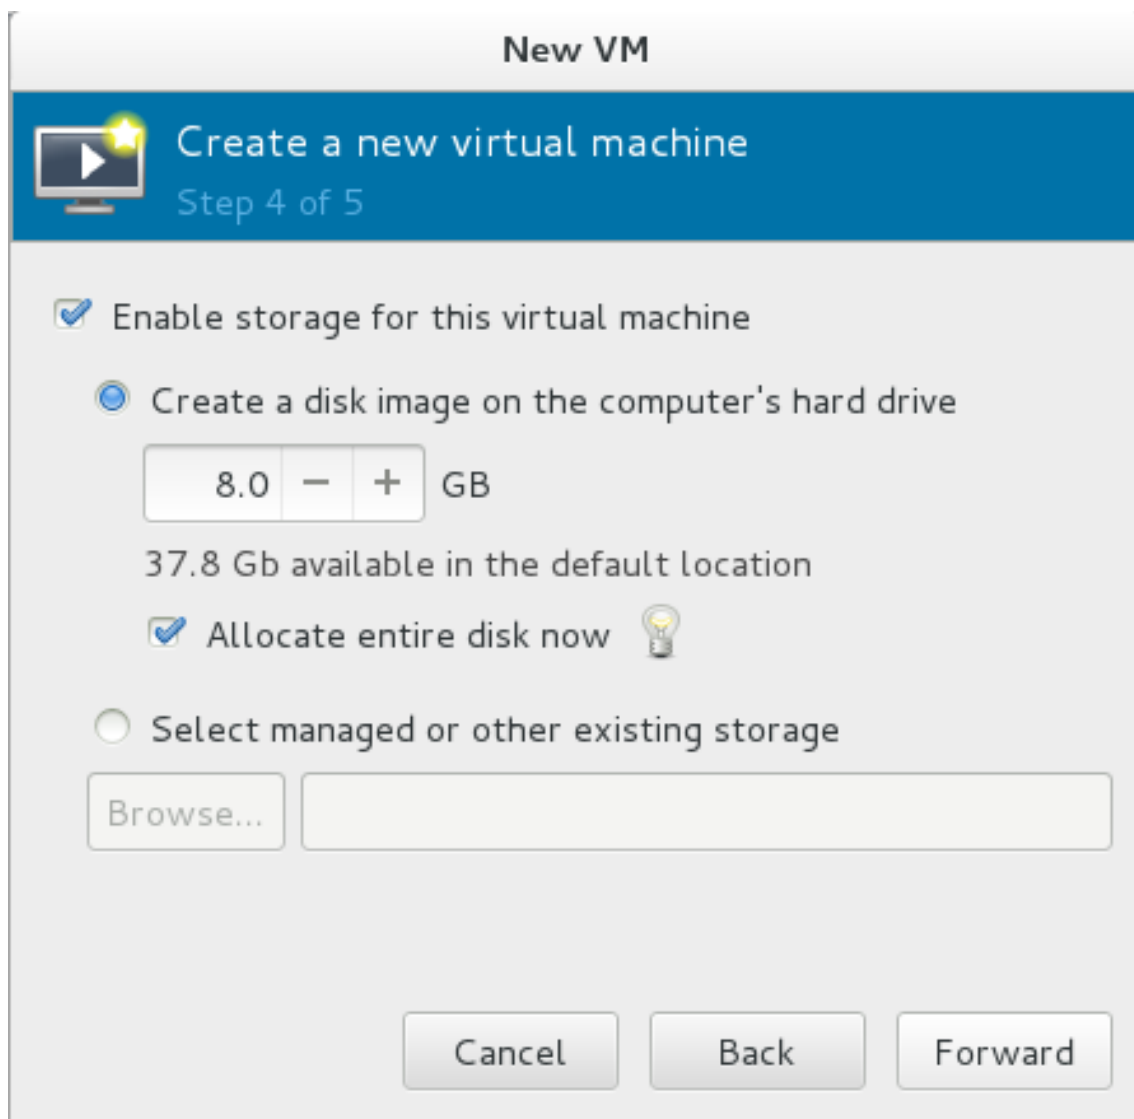 New VM
Create a new virtual machine
Step 4 of 5
Enable storage for this virtual machine
Create a disk image on the computer's hard drive
8.0 − + GB
37.8 Gb available in the default location
Allocate entire disk now
Select managed or other existing storage
Browse...
Cancel Back Forward